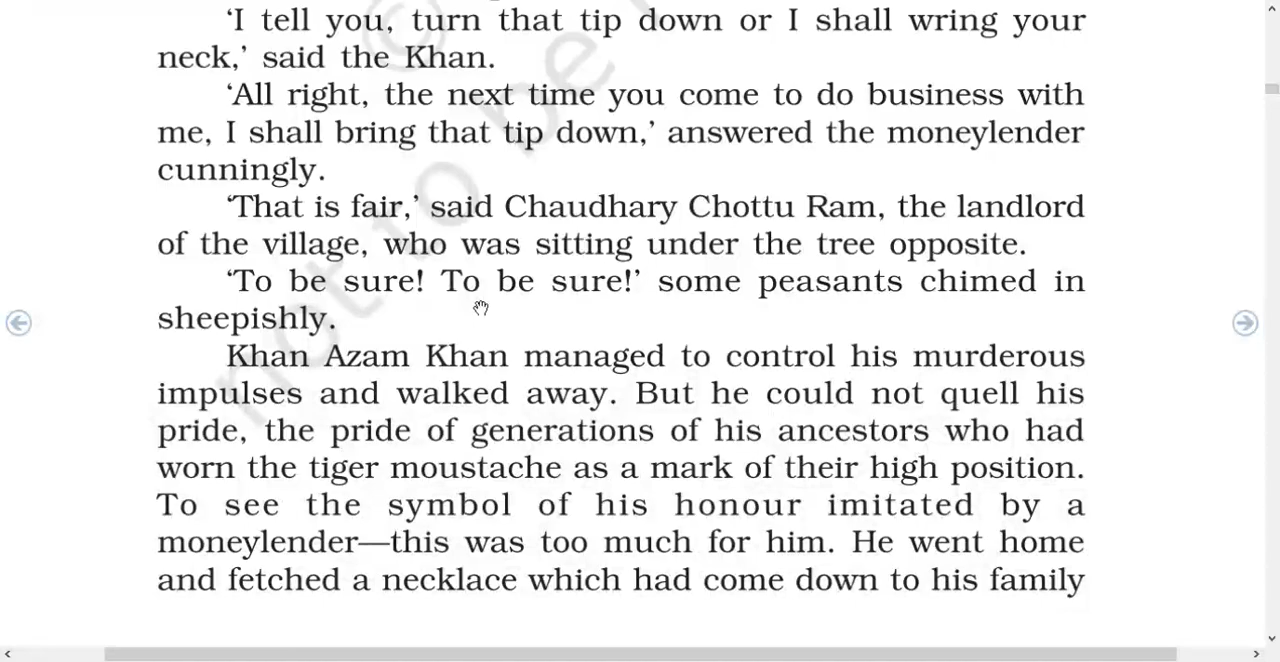 ‘I tell you, turn that tip down or I shall wring your
neck,’ said the Khan.
‘All right, the next time you come to do business with
me, I shall bring that tip down,’ answered the moneylender
cunningly.
‘That is fair,’ said Chaudhary Chottu Ram, the landlord
of the village, who was sitting under the tree opposite.
‘To be sure! To be sure!’ some peasants chimed in
sheepishly.
Khan Azam Khan managed to control his murderous
impulses and walked away. But he could not quell his
pride, the pride of generations of his ancestors who had
worn the tiger moustache as a mark of their high position.
To see the symbol of his honour imitated by a
moneylender—this was too much for him. He went home
and fetched a necklace which had come down to his family
©
not to be